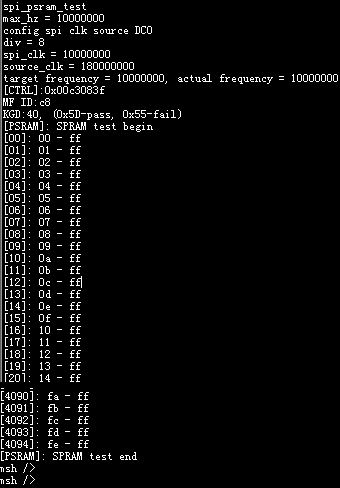 spi_psram_test
max_hz = 10000000
config spi clk source DCO
div = 8
spi_clk = 10000000
source_clk = 180000000
target frequency = 10000000, actual frequency = 10000000
[CTRL]:0x00c3083f
MF ID:c8
KGD:40, (0x5D-pass, 0x55-fail)
[PSRAM]: SPRAM test begin
[00]: 00 - ff
[01]: 01 - ff
[02]: 02 - ff
[03]: 03 - ff
[04]: 04 - ff
[05]: 05 - ff
[06]: 06 - ff
[07]: 07 - ff
[08]: 08 - ff
[09]: 09 - ff
[10]: 0a - ff
[11]: 0b - ff
[12]: 0c - ff
[13]: 0d - ff
[14]: 0e - ff
[15]: 0f - ff
[16]: 10 - ff
[17]: 11 - ff
[18]: 12 - ff
[19]: 13 - ff
[20]: 14 - ff
[4090]: fa - ff
[4091]: fb - ff
[4092]: fc - ff
[4093]: fd - ff
[4094]: fe - ff
[PSRAM]: SPRAM test end
msh />
msh />